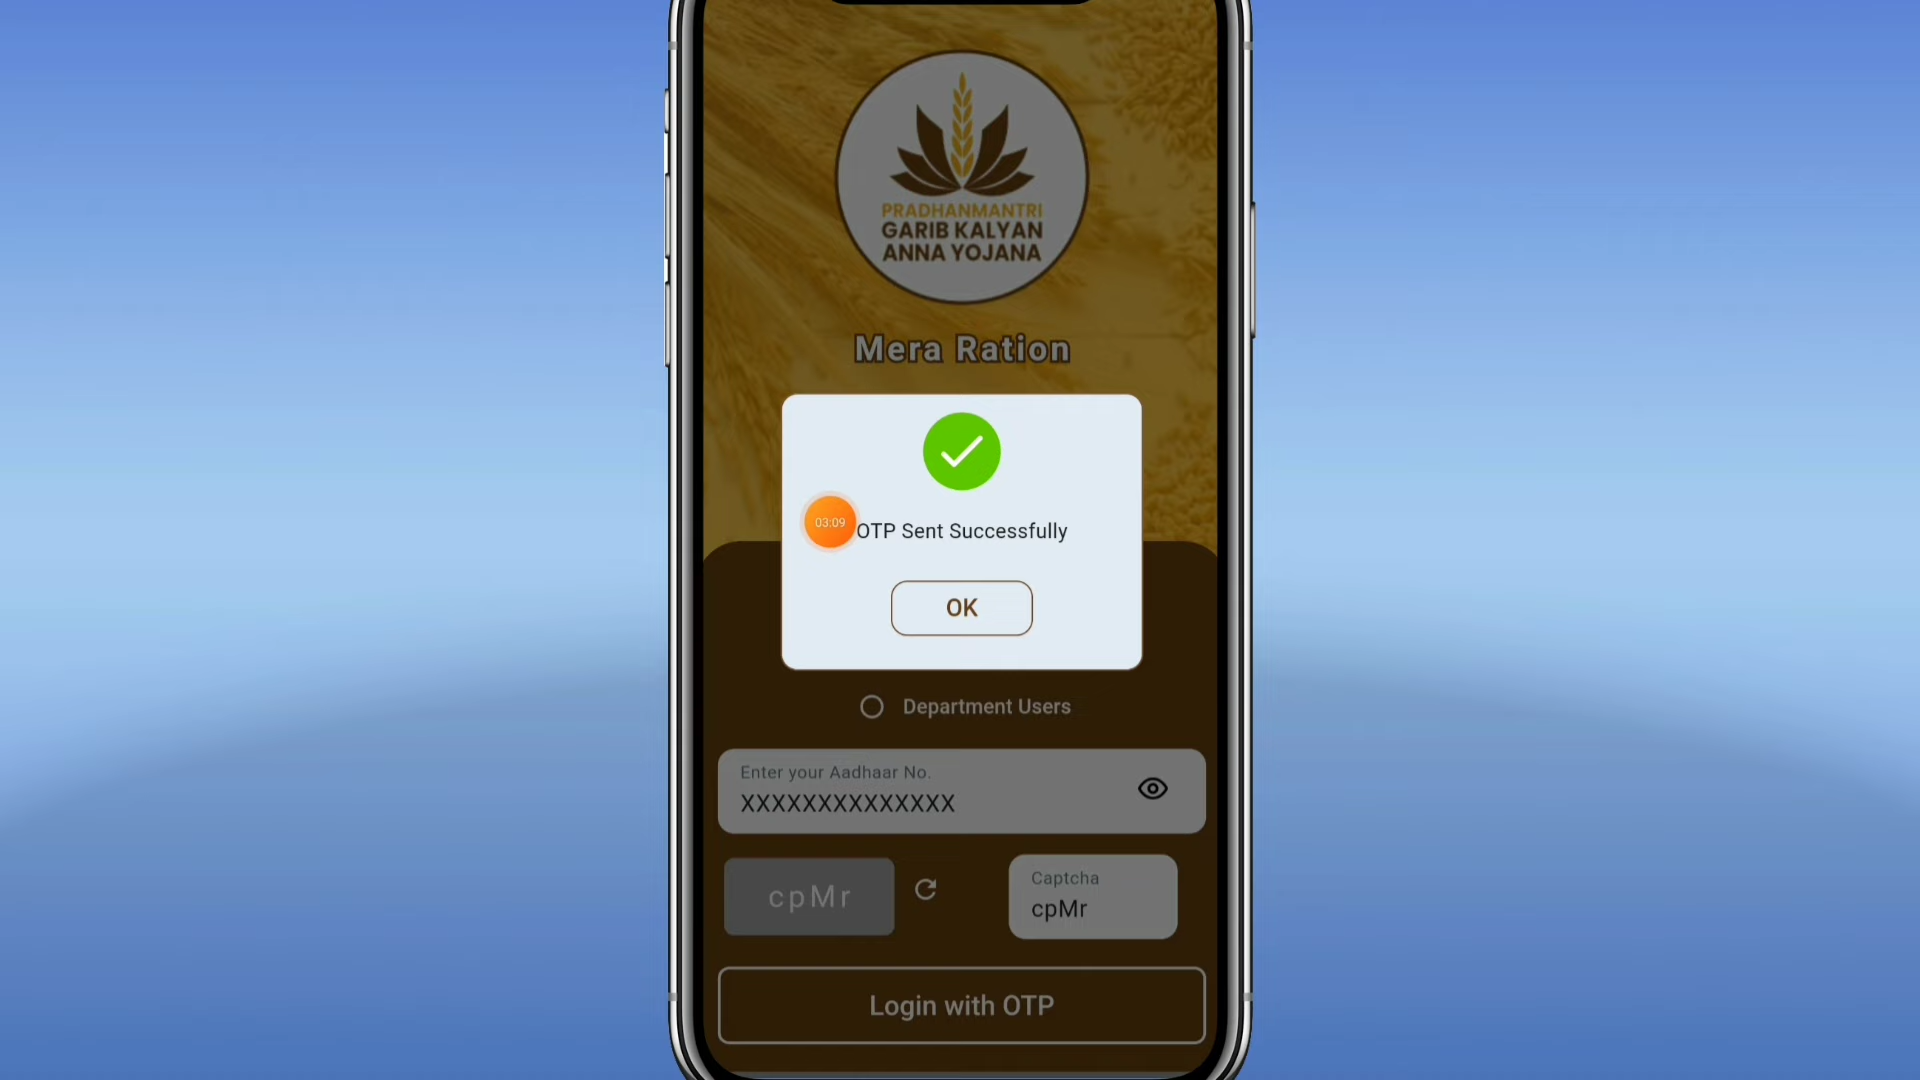 PRADHANMANTRI
GARIB KALYAN
ANNA YOJANA
Mera Ration
03:09
OTP Sent Successfully
OK
Department Users
Enter your Aadhaar No.
XXXXXXXXXXXXXX
cpMr
Captcha
cpMr
Login with OTP